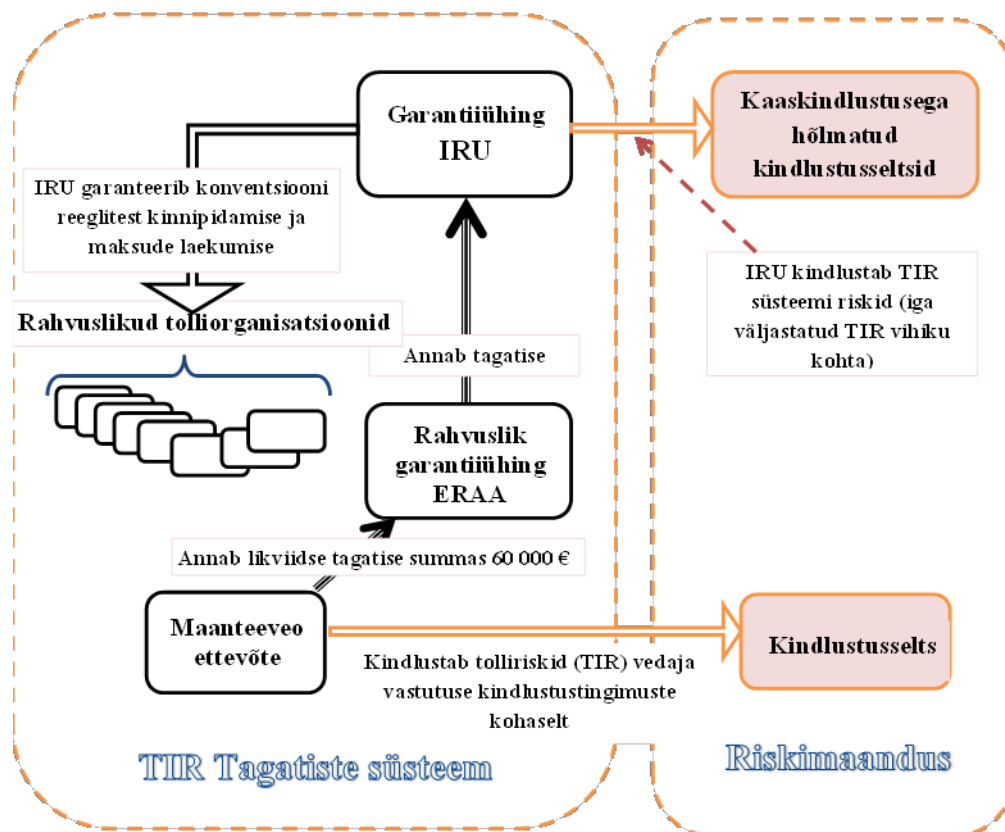 Garantiiühing
IRU
Kaaskindlustusega
hõlmatud
kindlustusseltsid
IRU garanteerib konventsiooni
reeglitest kinnipidamise ja
maksude laekumise
IRU kindlustab TIR
süsteemi riskid (iga
väljastatud TIR vihiku
kohta)
Rahvuslikud tolliorganisatsioonid
Annab tagatise
Rahvuslik
garantiiühing
ERAA
Annab likviidse tagatise summas 60 000 €
Maanteeveo
ettevõte
Kindlustusselts
Kindlustab tolliriskid (TIR) vedaja
vastutuse kindlustustingimuste
kohaselt
TIR Tagatiste süsteem
Riskimaandus